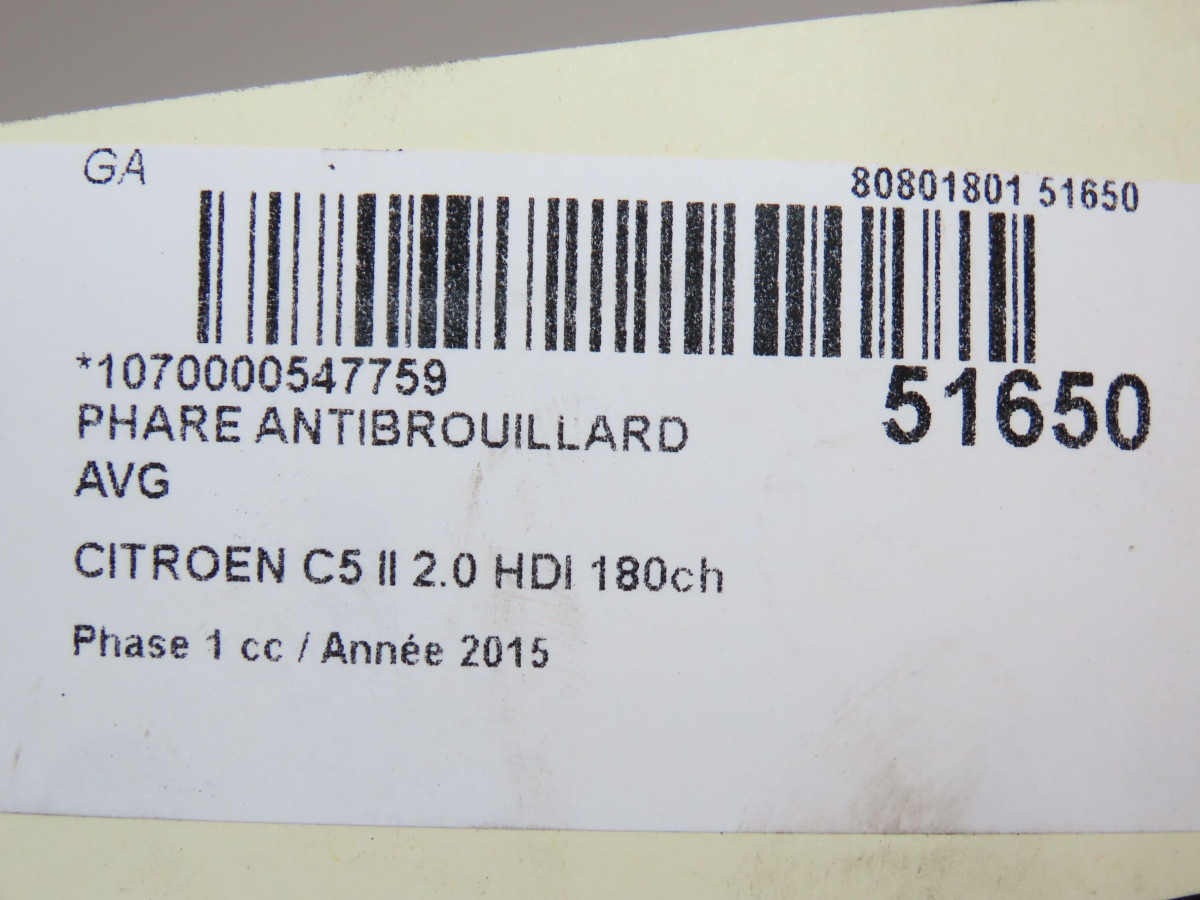 GA
80801801 51650
*1070000547759
51650
PHARE ANTIBROUILLARD
AVG
CITROEN C5 II 2.0 HDI 180ch
Phase 1 cc / Année 2015